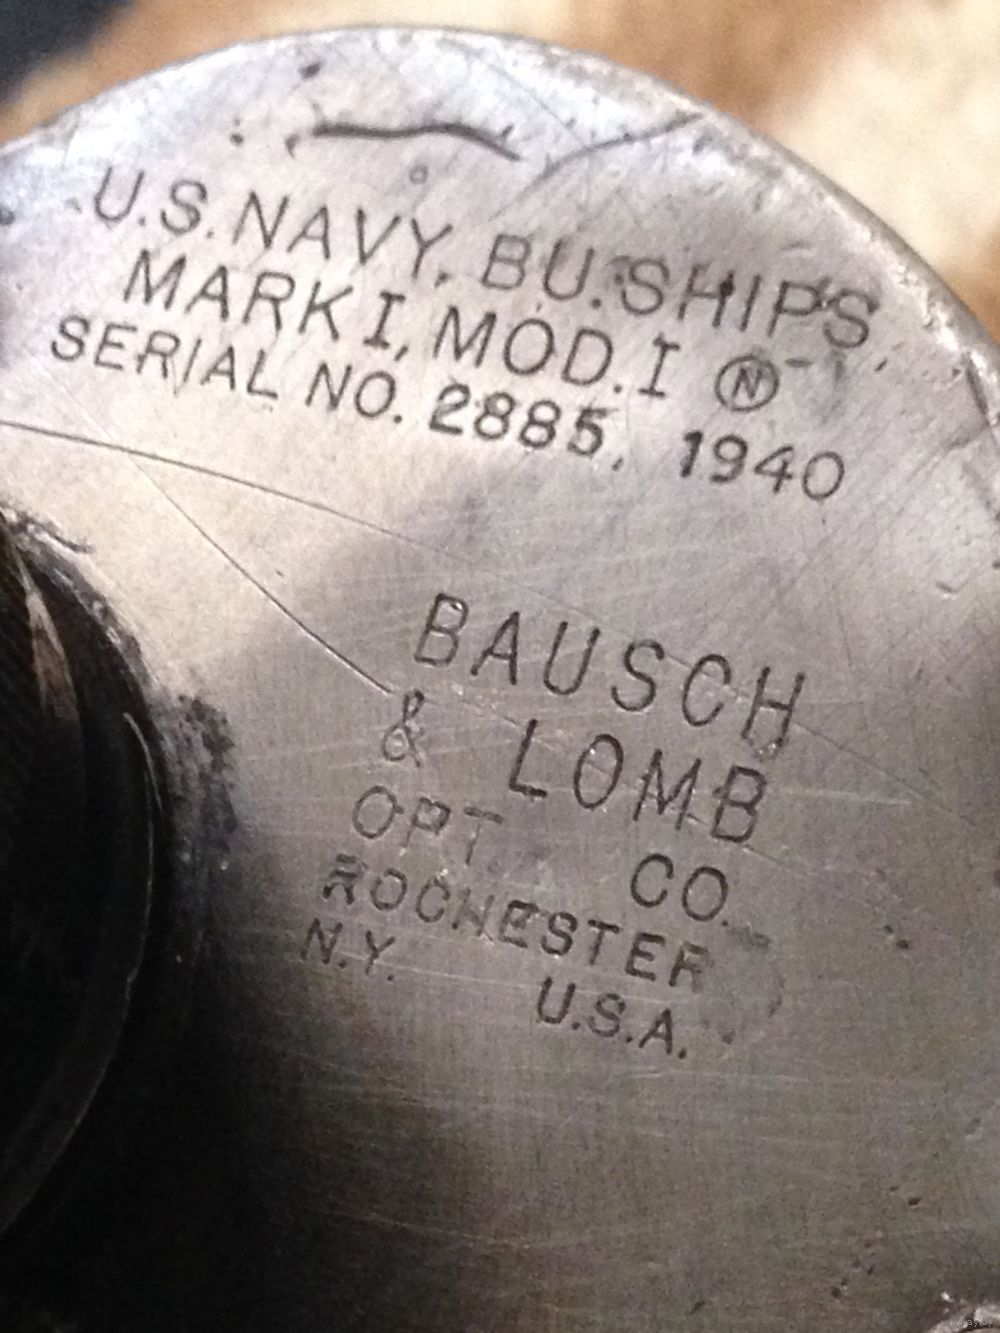 U.S. NAVY, BU. SHIPS.
MARK I, MOD. I Ⓝ
SERIAL NO. 2885, 1940
BAUSCH
& LOMB
OPT. CO.
ROCHESTER
N.Y. U.S.A.